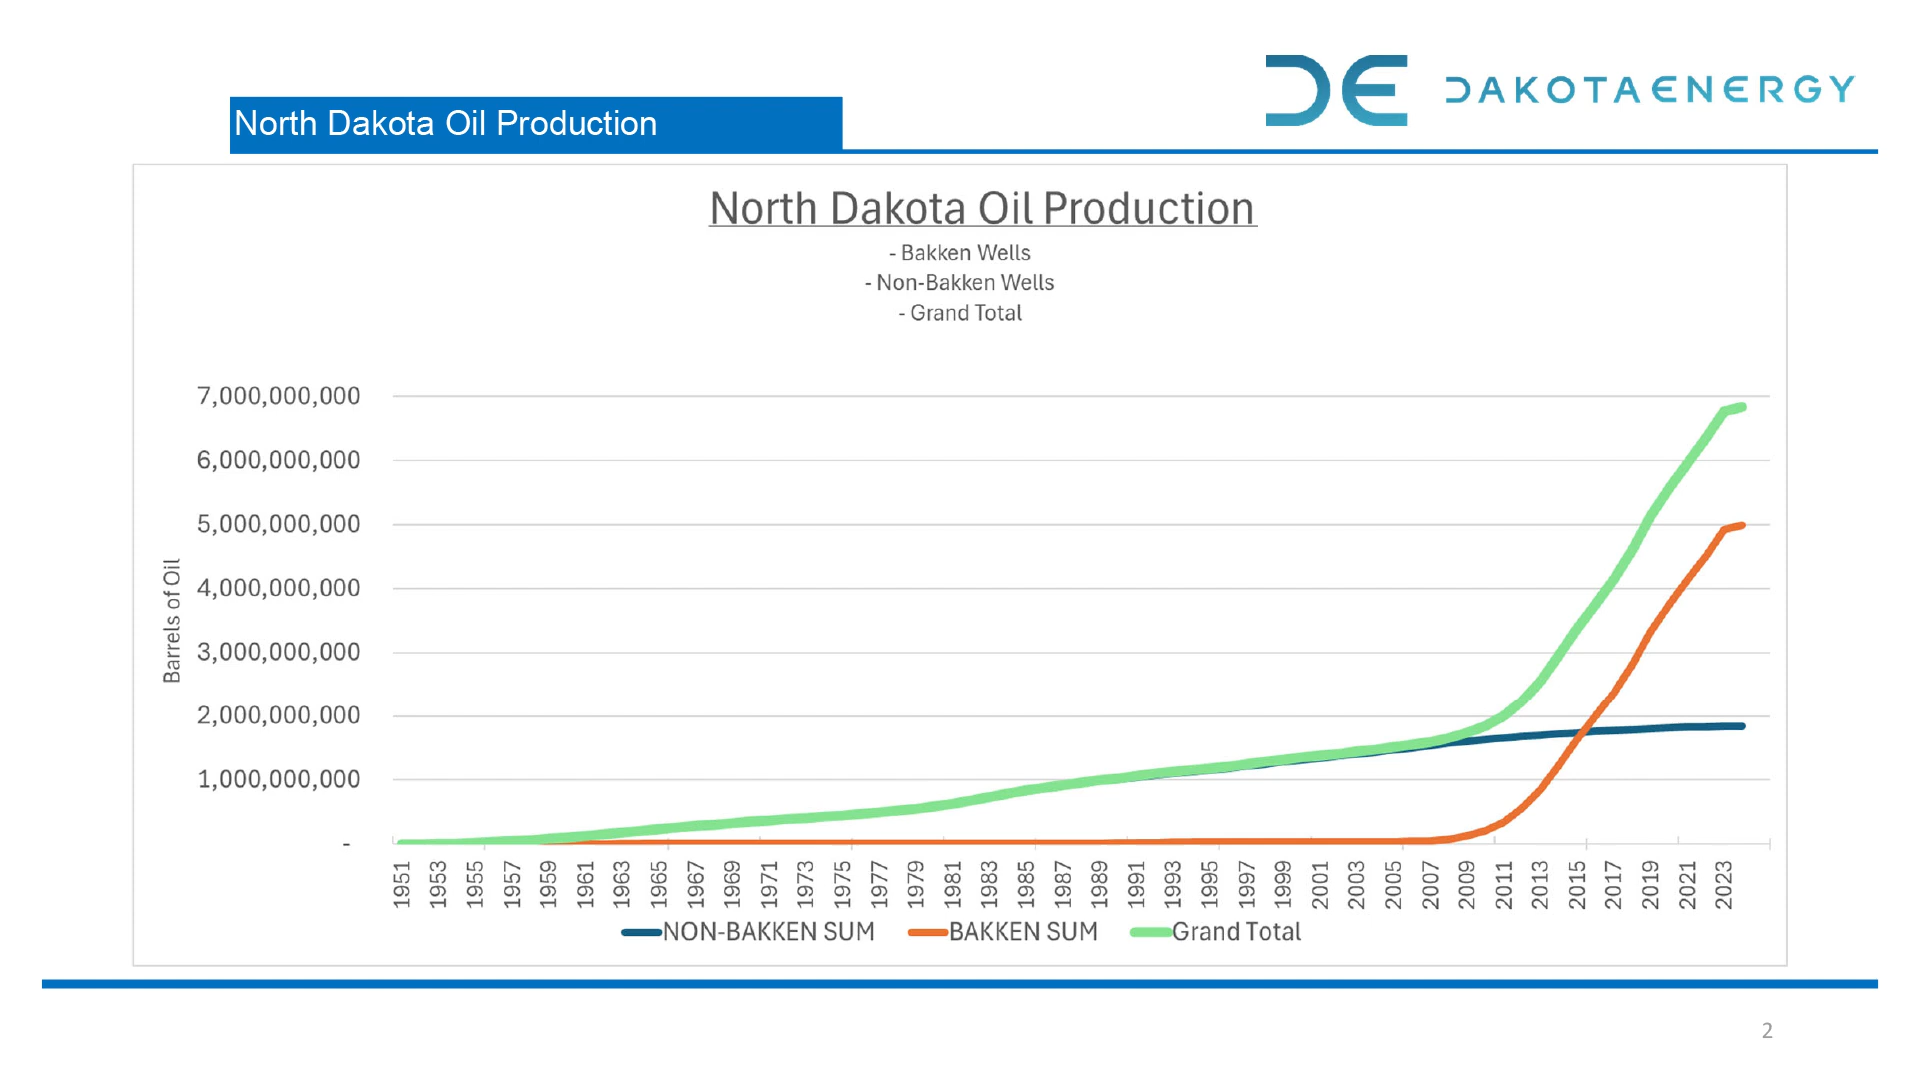 DE DAKOTAENERGY
North Dakota Oil Production
North Dakota Oil Production
- Bakken Wells
- Non-Bakken Wells
- Grand Total
Barrels of Oil
7,000,000,000
6,000,000,000
5,000,000,000
4,000,000,000
3,000,000,000
2,000,000,000
1,000,000,000
-
1951 1953 1955 1957 1959 1961 1963 1965 1967 1969 1971 1973 1975 1977 1979 1981 1983 1985 1987 1989 1991 1993 1995 1997 1999 2001 2003 2005 2007 2009 2011 2013 2015 2017 2019 2021 2023
NON-BAKKEN SUM BAKKEN SUM Grand Total
2